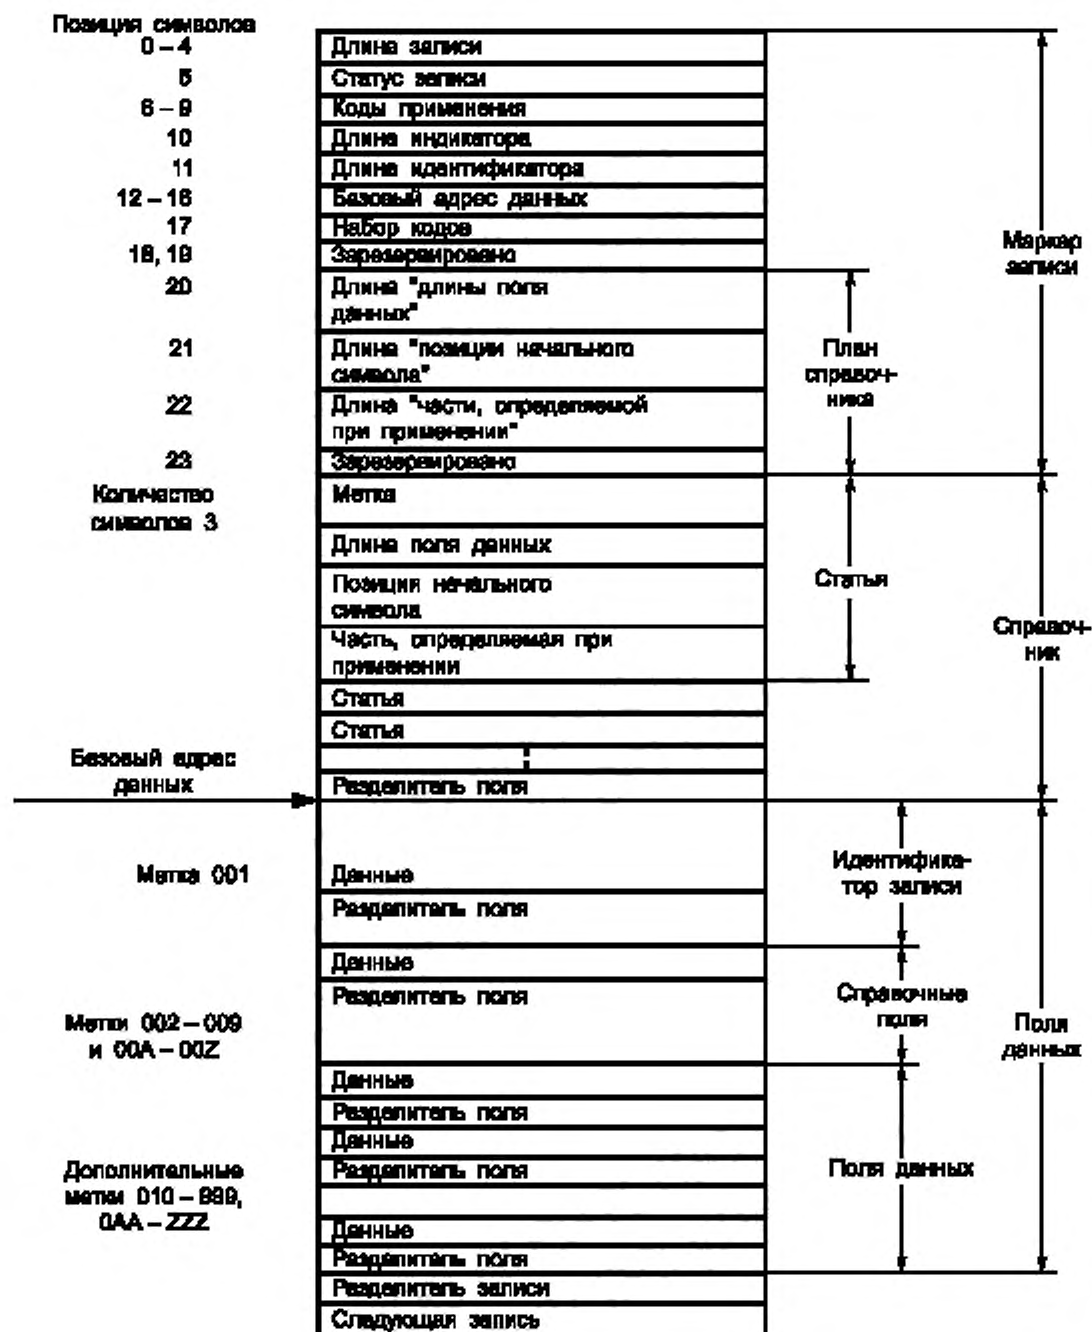 Позиция символов
0 – 4 Длина записи
5 Статус записи
6 – 9 Коды применения
10 Длина индикатора
11 Длина идентификатора
12 – 16 Базовый адрес данных
17 Набор кодов
18, 19 Зарезервировано
Маркер
записи
20 Длина "длины поля
данных"
21 Длина "позиции начального
символа"
22 Длина "части, определяемой
при применении"
23 Зарезервировано
План
справоч-
ника
Количество
символов 3
Метка
Длина поля данных
Позиция начального
символа
Часть, определяемая при
применении
Статья
Справоч-
ник
Статья
Статья
Базовый адрес
данных
Разделитель поля
Метка 001
Данные
Разделитель поля
Идентифика-
тор записи
Данные
Разделитель поля
Метки 002 – 009
и 00A – 00Z
Справочные
поля
Поля
данных
Данные
Разделитель поля
Данные
Разделитель поля
Дополнительные
метки 010 – 999,
0AA – ZZZ
Поля данных
Данные
Разделитель поля
Разделитель записи
Следующая запись